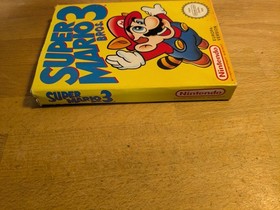 SUPER
MARIO
BROS.
3
Nintendo
SUPER
MARIO 3
BROS
Nintendo